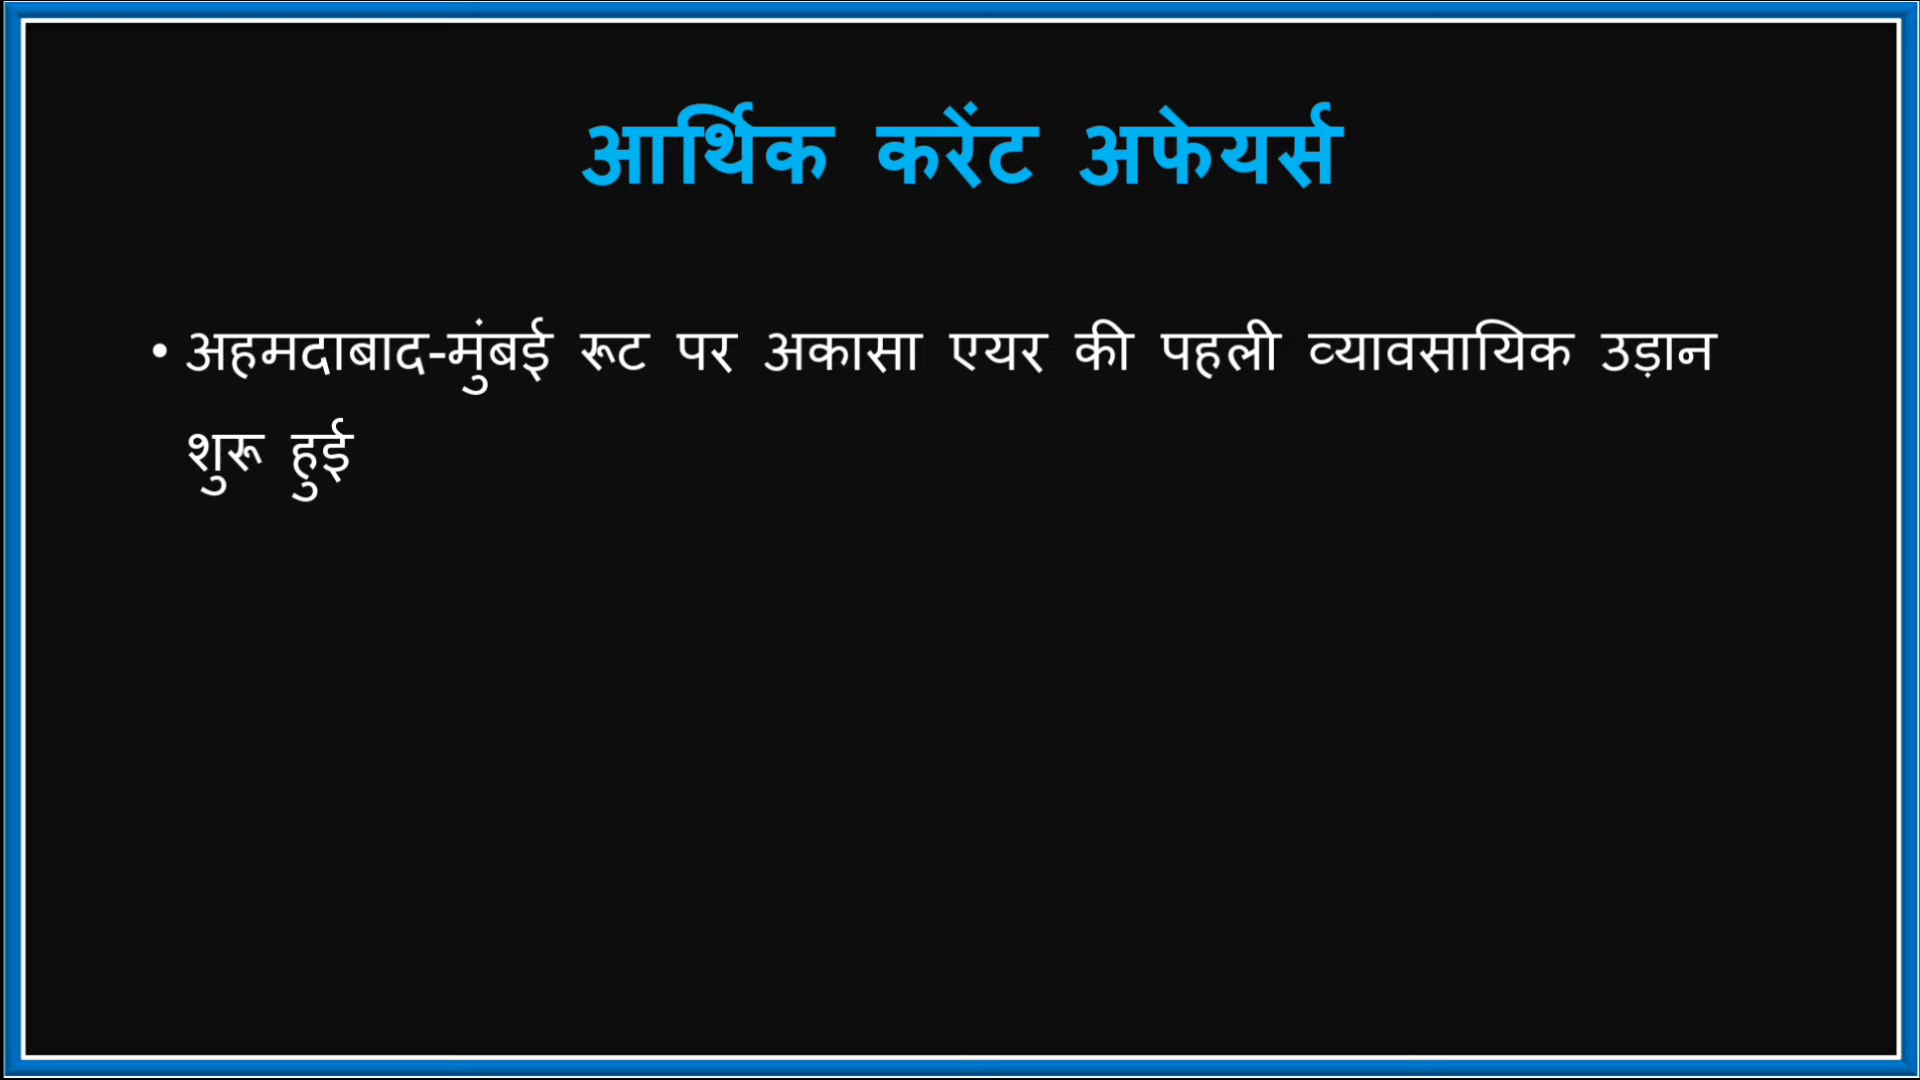 आर्थिक करेंट अफेयर्स
• अहमदाबाद-मुंबई रूट पर अकासा एयर की पहली व्यावसायिक उड़ान
शुरू हुई